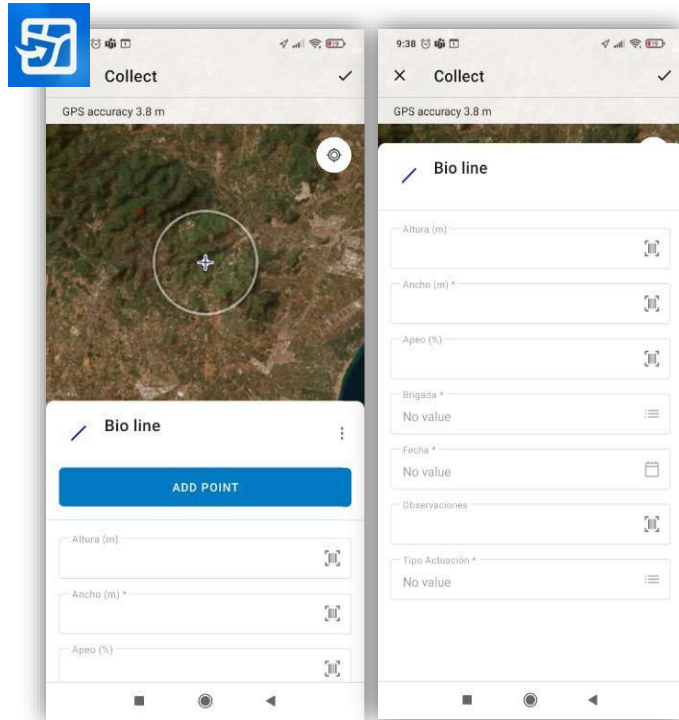 Collect
GPS accuracy 3.8 m
Bio line
ADD POINT
Altura (m)
Ancho (m) *
Apeo (%)
9:38
Collect
GPS accuracy 3.8 m
Bio line
Altura (m)
Ancho (m) *
Apeo (%)
Brigada *
No value
Fecha *
No value
Observaciones
Tipo Actuación *
No value